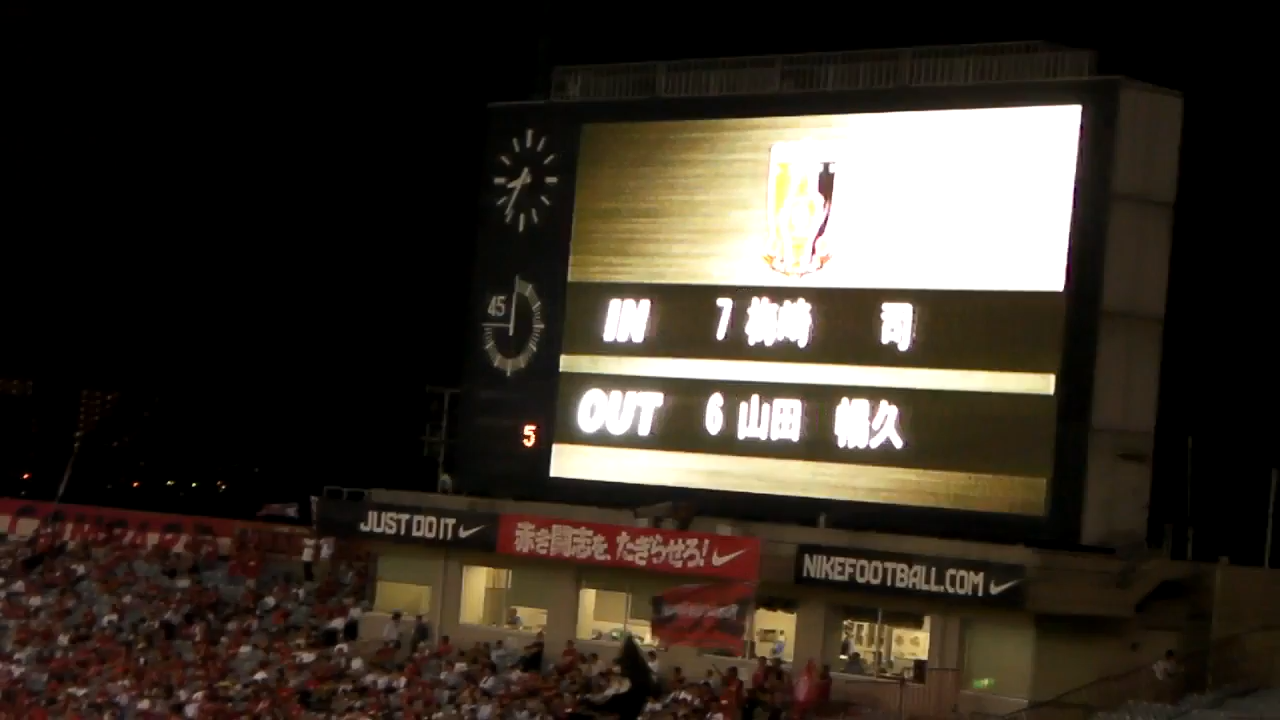 45
IN 7 梅崎 司
OUT 6 山田 暢久
5
JUST DO IT
赤き闘志を、たぎらせろ!
NIKEFOOTBALL.COM